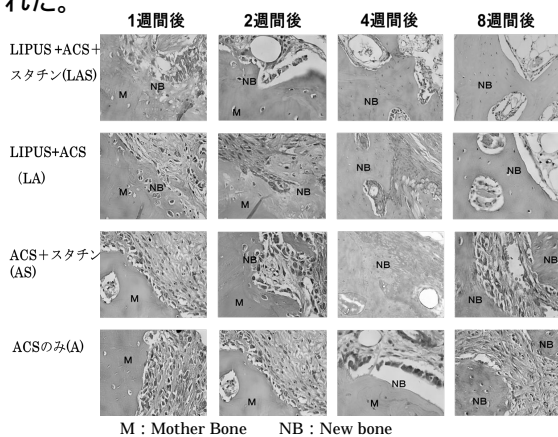 れた。
1週間後 2週間後 4週間後 8週間後
LIPUS+ACS+
スタチン(LAS)
M NB NB M NB NB
LIPUS+ACS
(LA)
M NB M NB NB NB
ACS+スタチン
(AS)
M NB M NB NB NB
ACSのみ(A)
M M NB M NB NB
M:Mother Bone NB:New bone